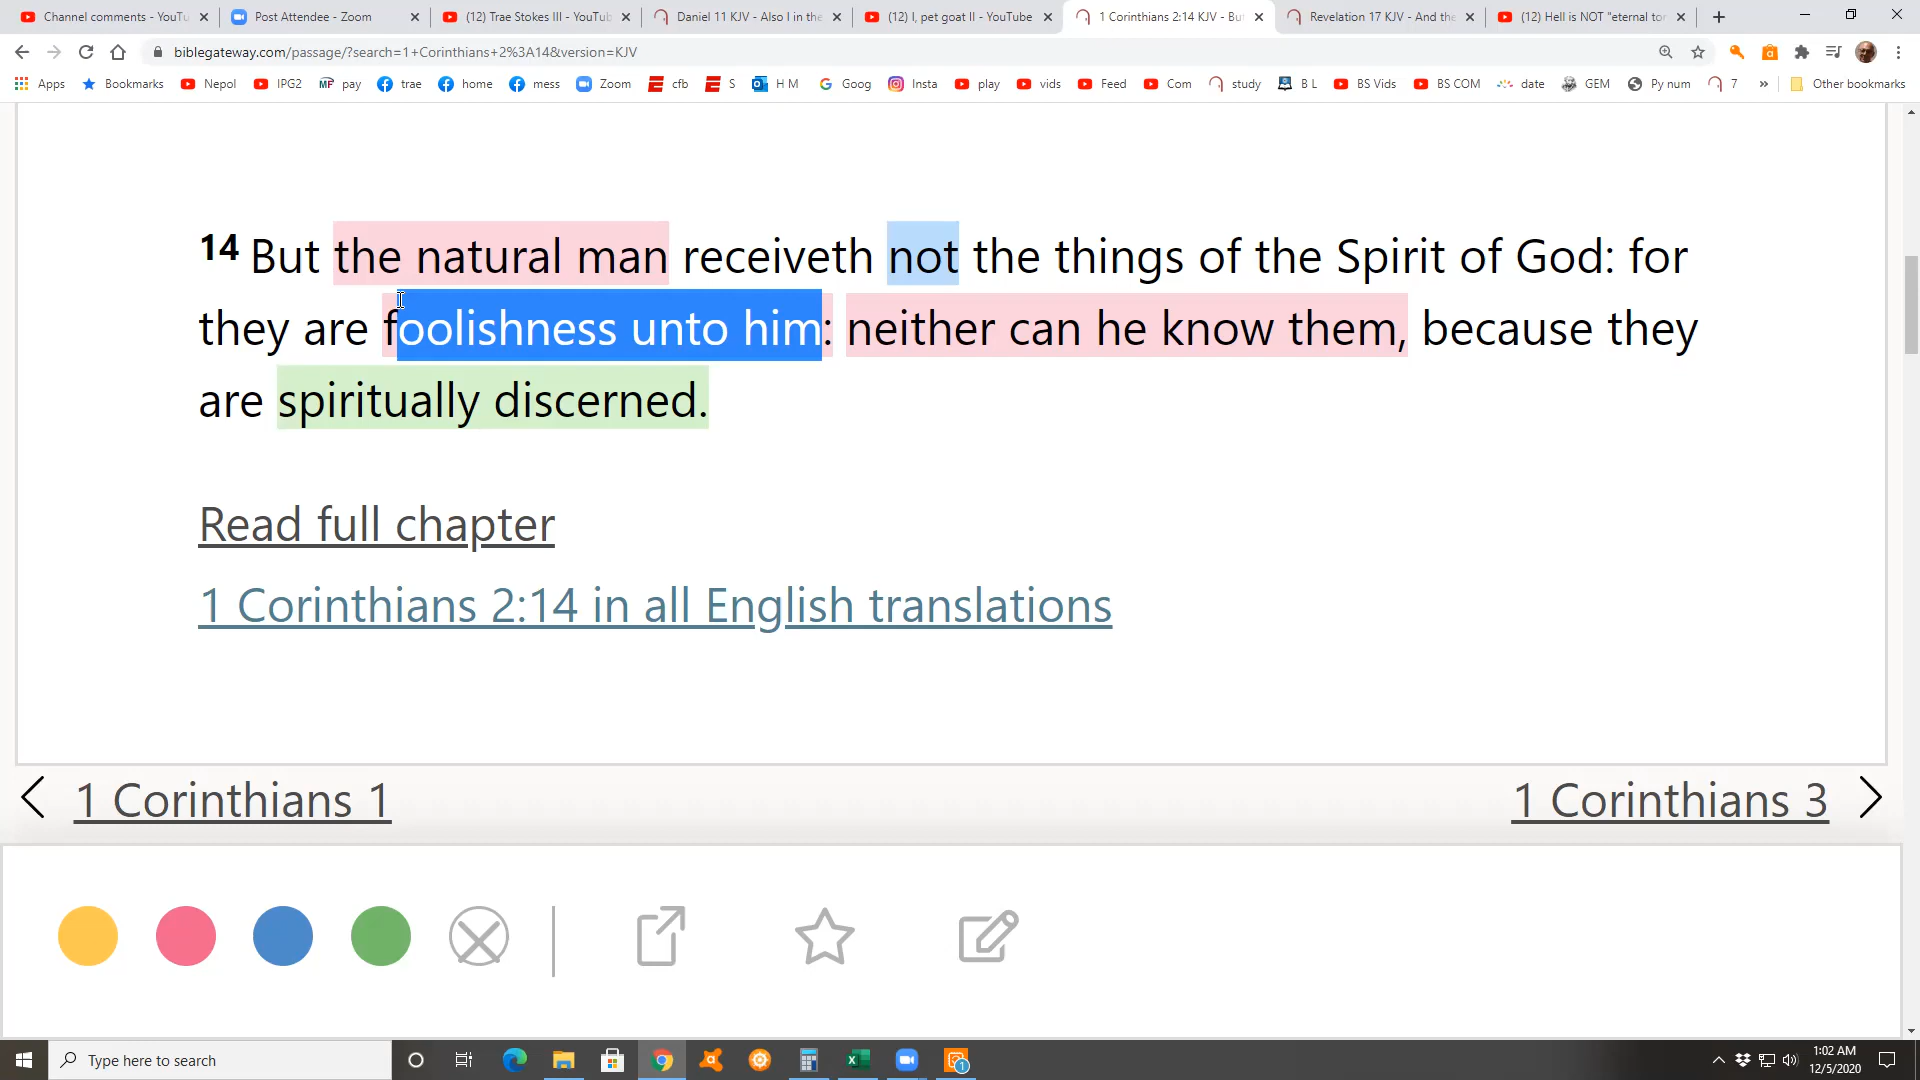 Channel comments - YouTu
Post Attendee - Zoom
(12) Trae Stokes III - YouTub
Daniel 11 KJV - Also I in the
(12) I, pet goat II - YouTube
1 Corinthians 2:14 KJV - Bu
Revelation 17 KJV - And the
(12) Hell is NOT "eternal tor
biblegateway.com/passage/?search=1+Corinthians+2%3A14&version=KJV
Apps Bookmarks Nepol IPG2 MF pay trae home mess Zoom cfb S H M Goog Insta play vids Feed Com study B L BS Vids BS COM date GEM Py num 7 » Other bookmarks
14 But the natural man receiveth not the things of the Spirit of God: for
they are foolishness unto him: neither can he know them, because they
are spiritually discerned.
Read full chapter
1 Corinthians 2:14 in all English translations
1 Corinthians 1
1 Corinthians 3
Type here to search
1
1:02 AM
12/5/2020